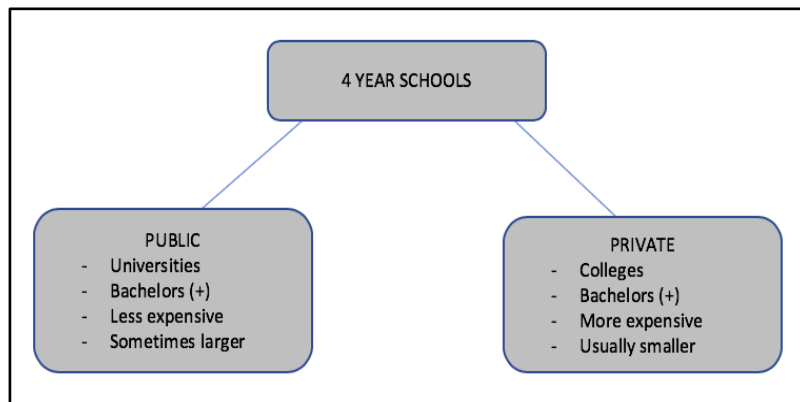 4 YEAR SCHOOLS
PUBLIC
- Universities
- Bachelors (+)
- Less expensive
- Sometimes larger
PRIVATE
- Colleges
- Bachelors (+)
- More expensive
- Usually smaller